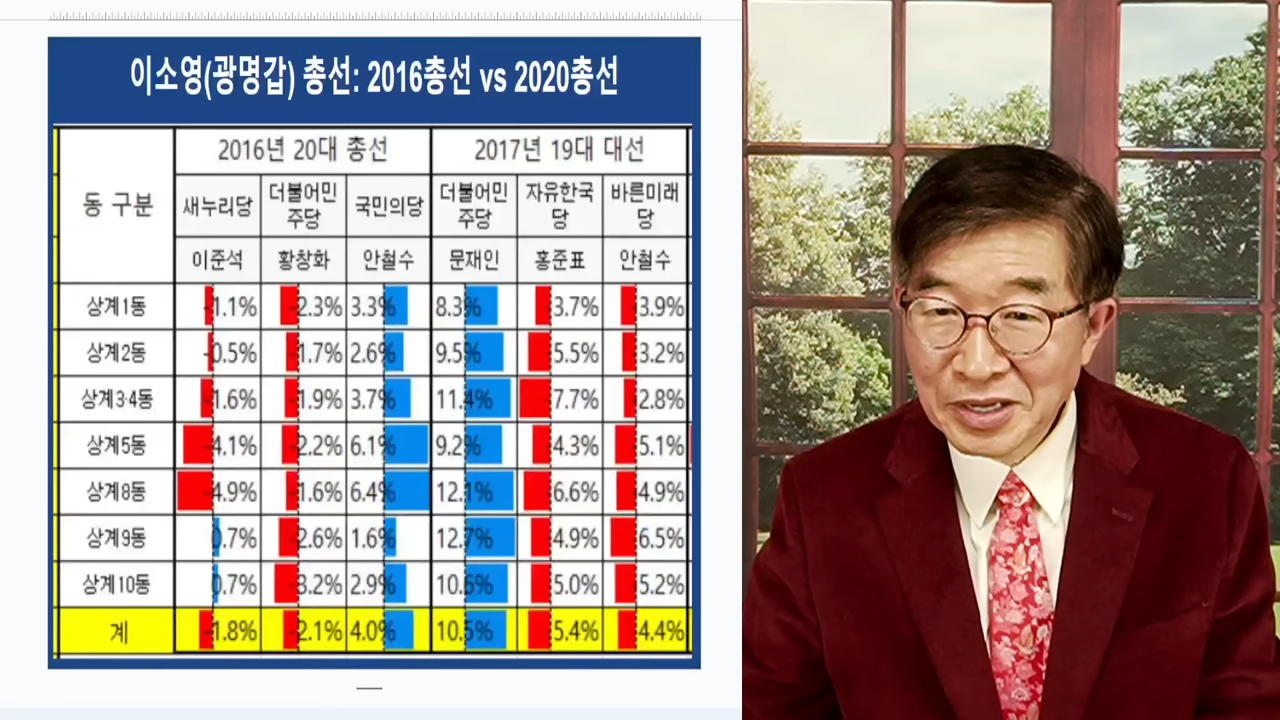 이소영(광명갑) 총선: 2016총선 vs 2020총선
동 구분 2016년 20대 총선 2017년 19대 대선
새누리당 더불어민주당 국민의당 더불어민주당 자유한국당 바른미래당
이준석 황창화 안철수 문재인 홍준표 안철수
상계1동 -1.1% -2.3% 3.3% 8.3% -3.7% -3.9%
상계2동 -0.5% -1.7% 2.6% 9.5% -5.5% -3.2%
상계3·4동 -1.6% -1.9% 3.7% 11.4% -7.7% -2.8%
상계5동 -4.1% -2.2% 6.1% 9.2% -4.3% -5.1%
상계8동 -4.9% -1.6% 6.4% 12.1% -6.6% -4.9%
상계9동 0.7% -2.6% 1.6% 12.7% -4.9% -6.5%
상계10동 0.7% -3.2% 2.9% 10.6% -5.0% -5.2%
계 -1.8% -2.1% 4.0% 10.5% -5.4% -4.4%